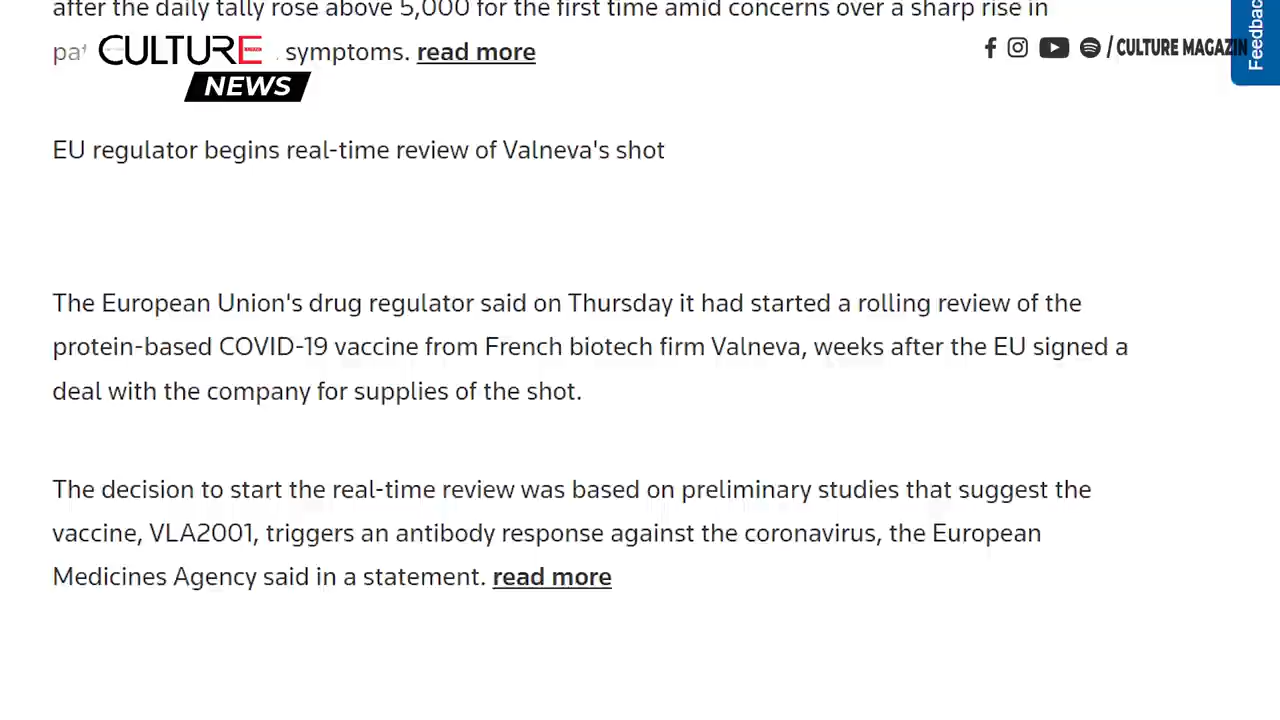 after the daily tally rose above 5,000 for the first time amid concerns over a sharp rise in
symptoms. read more
CULTURE
NEWS
/ CULTURE MAGAZIN
Feedbac
EU regulator begins real-time review of Valneva's shot
The European Union's drug regulator said on Thursday it had started a rolling review of the
protein-based COVID-19 vaccine from French biotech firm Valneva, weeks after the EU signed a
deal with the company for supplies of the shot.
The decision to start the real-time review was based on preliminary studies that suggest the
vaccine, VLA2001, triggers an antibody response against the coronavirus, the European
Medicines Agency said in a statement. read more